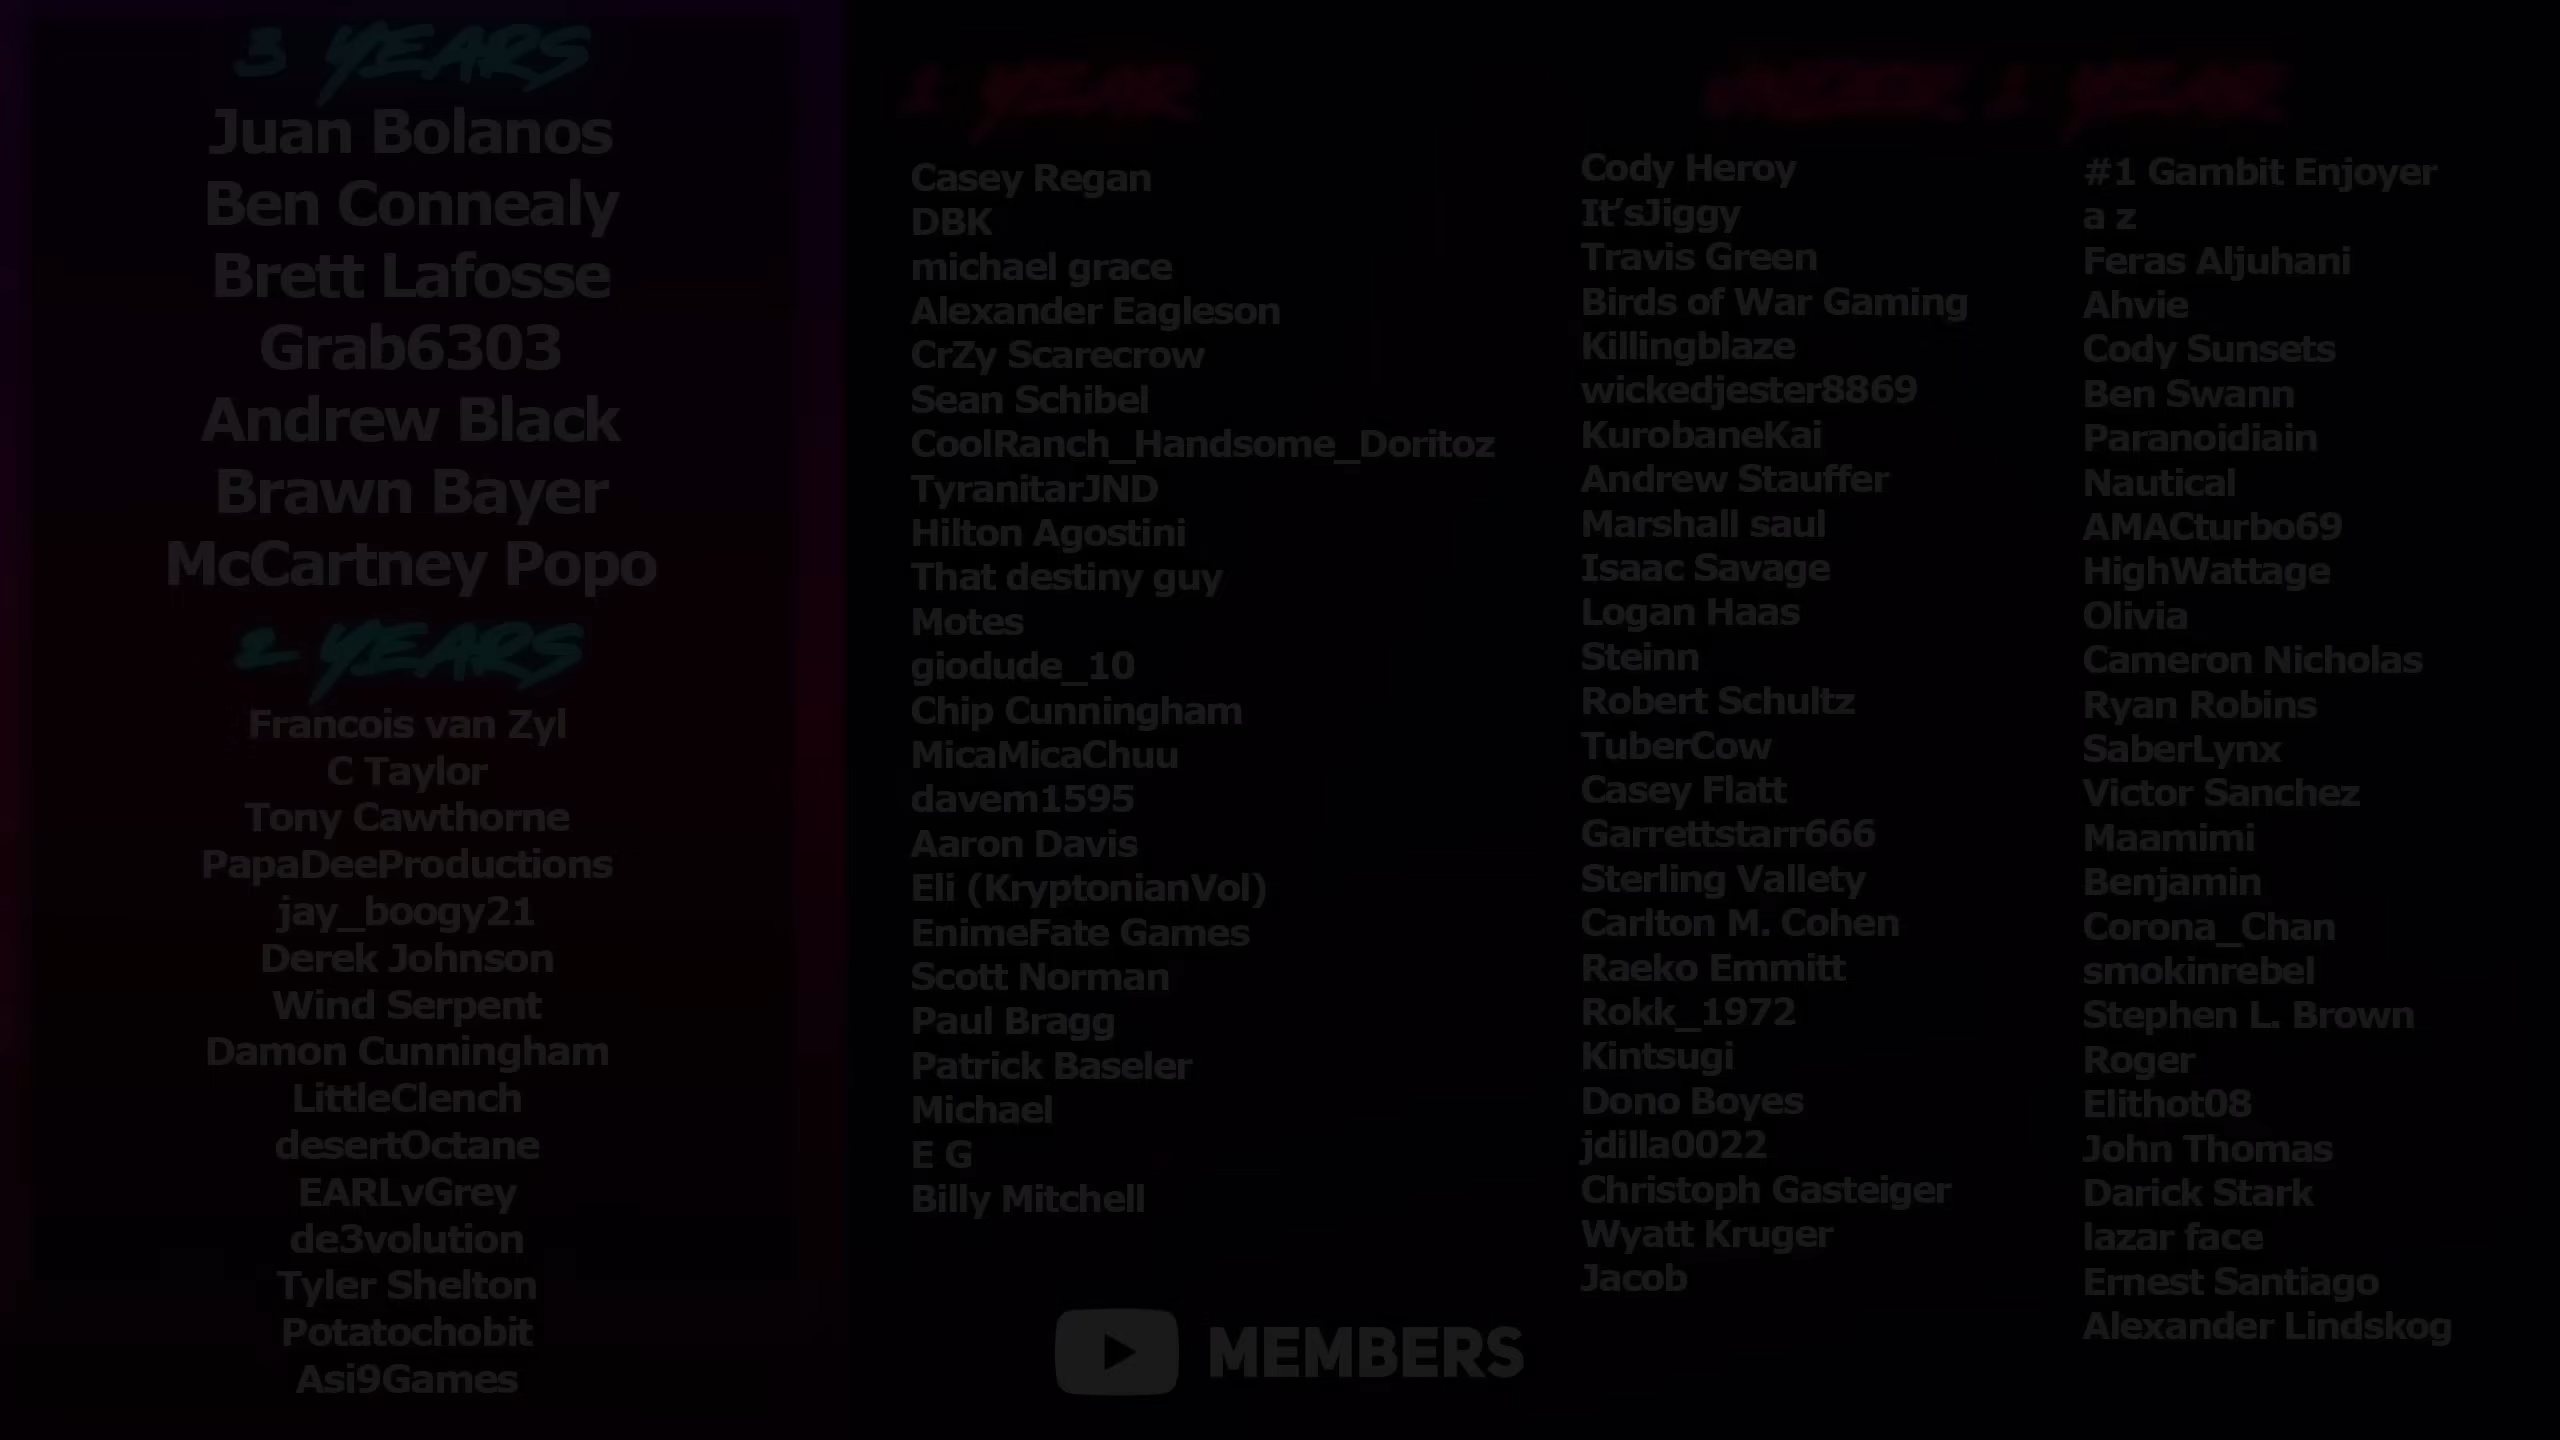 3 YEARS
Juan Bolanos
Ben Connealy
Brett Lafosse
Grab6303
Andrew Black
Brawn Bayer
McCartney Popo
2 YEARS
Francois van Zyl
C Taylor
Tony Cawthorne
PapaDeeProductions
jay_boogy21
Derek Johnson
Wind Serpent
Damon Cunningham
LittleClench
desertOctane
EARLvGrey
de3volution
Tyler Shelton
Potatochobit
Asi9Games
1 YEAR
Casey Regan
DBK
michael grace
Alexander Eagleson
CrZy Scarecrow
Sean Schibel
CoolRanch_Handsome_Doritoz
TyranitarJND
Hilton Agostini
That destiny guy
Motes
giodude_10
Chip Cunningham
MicaMicaChuu
davem1595
Aaron Davis
Eli (KryptonianVol)
EnimeFate Games
Scott Norman
Paul Bragg
Patrick Baseler
Michael
E G
Billy Mitchell
UNDER 1 YEAR
Cody Heroy
It’sJiggy
Travis Green
Birds of War Gaming
Killingblaze
wickedjester8869
KurobaneKai
Andrew Stauffer
Marshall saul
Isaac Savage
Logan Haas
Steinn
Robert Schultz
TuberCow
Casey Flatt
Garrettstarr666
Sterling Vallety
Carlton M. Cohen
Raeko Emmitt
Rokk_1972
Kintsugi
Dono Boyes
jdilla0022
Christoph Gasteiger
Wyatt Kruger
Jacob
#1 Gambit Enjoyer
a z
Feras Aljuhani
Ahvie
Cody Sunsets
Ben Swann
Paranoidiain
Nautical
AMACturbo69
HighWattage
Olivia
Cameron Nicholas
Ryan Robins
SaberLynx
Victor Sanchez
Maamimi
Benjamin
Corona_Chan
smokinrebel
Stephen L. Brown
Roger
Elithot08
John Thomas
Darick Stark
lazar face
Ernest Santiago
Alexander Lindskog
MEMBERS